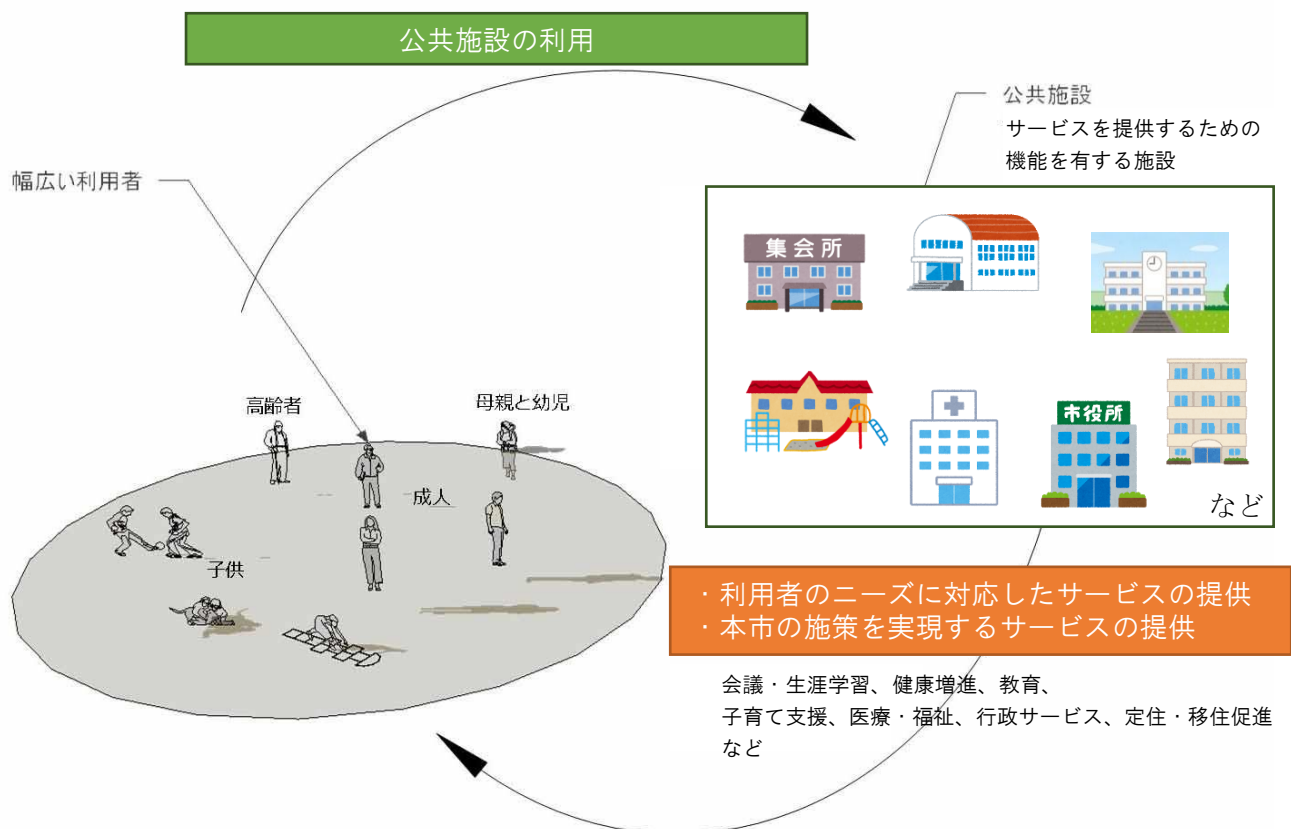 公共施設の利用
公共施設
サービスを提供するための
機能を有する施設
幅広い利用者
集会所
高齢者
母親と幼児
市役所
成人
など
子供
・利用者のニーズに対応したサービスの提供
・本市の施策を実現するサービスの提供
会議・生涯学習、健康増進、教育、
子育て支援、医療・福祉、行政サービス、定住・移住促進
など